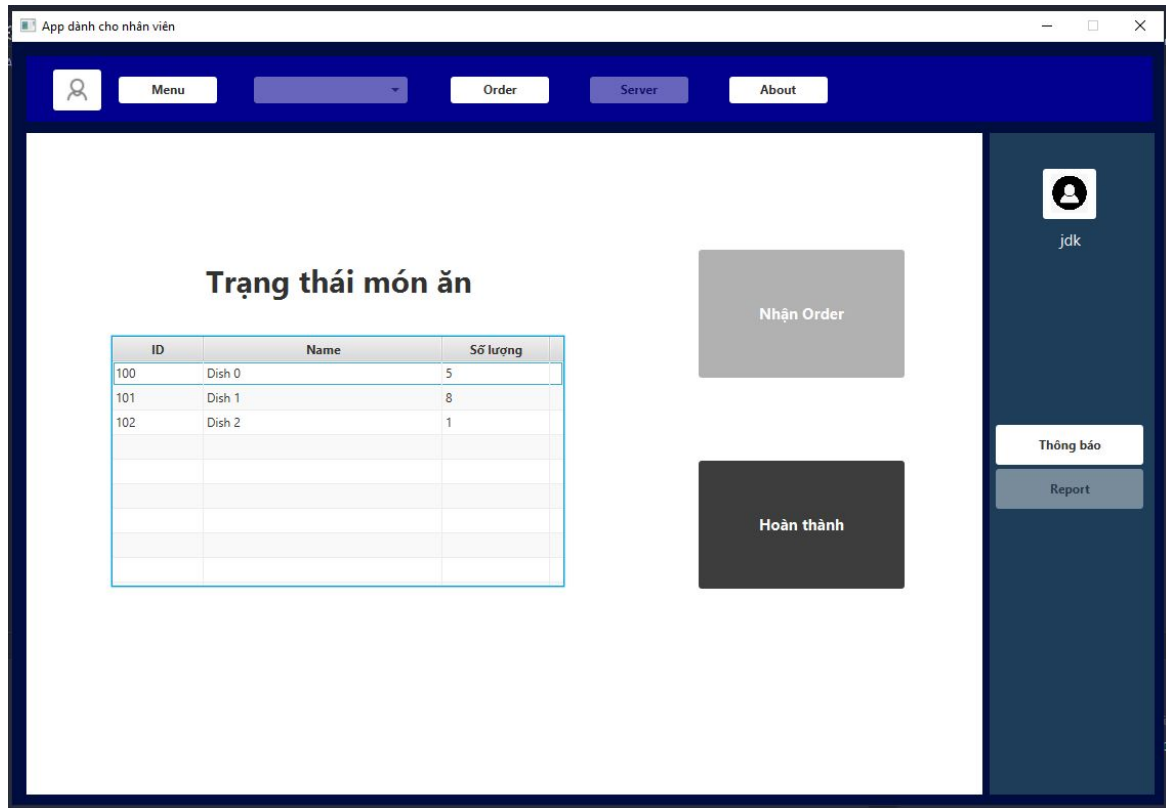 App dành cho nhân viên
Menu Order Server About
jdk
Trạng thái món ăn
Nhận Order
ID Name Số lượng
100 Dish 0 5
101 Dish 1 8
102 Dish 2 1
Thông báo
Report
Hoàn thành